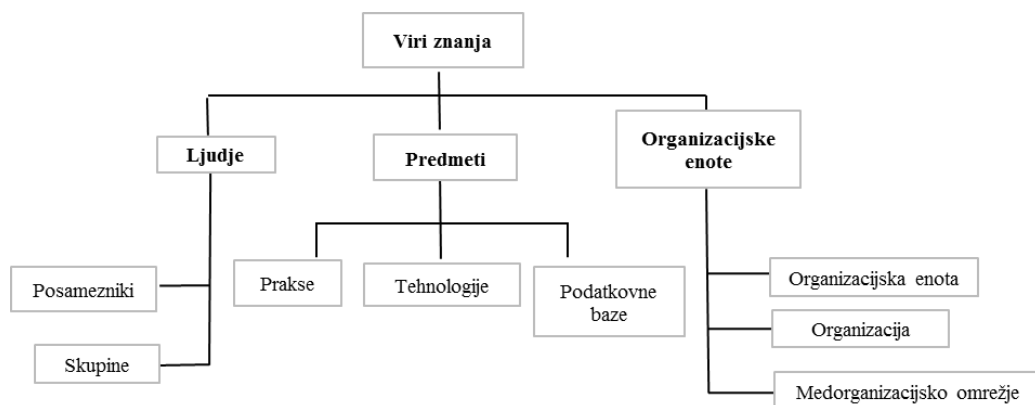 Viri znanja
Ljudje
Predmeti
Organizacijske
enote
Posamezniki
Skupine
Prakse
Tehnologije
Podatkovne
baze
Organizacijska enota
Organizacija
Medorganizacijsko omrežje